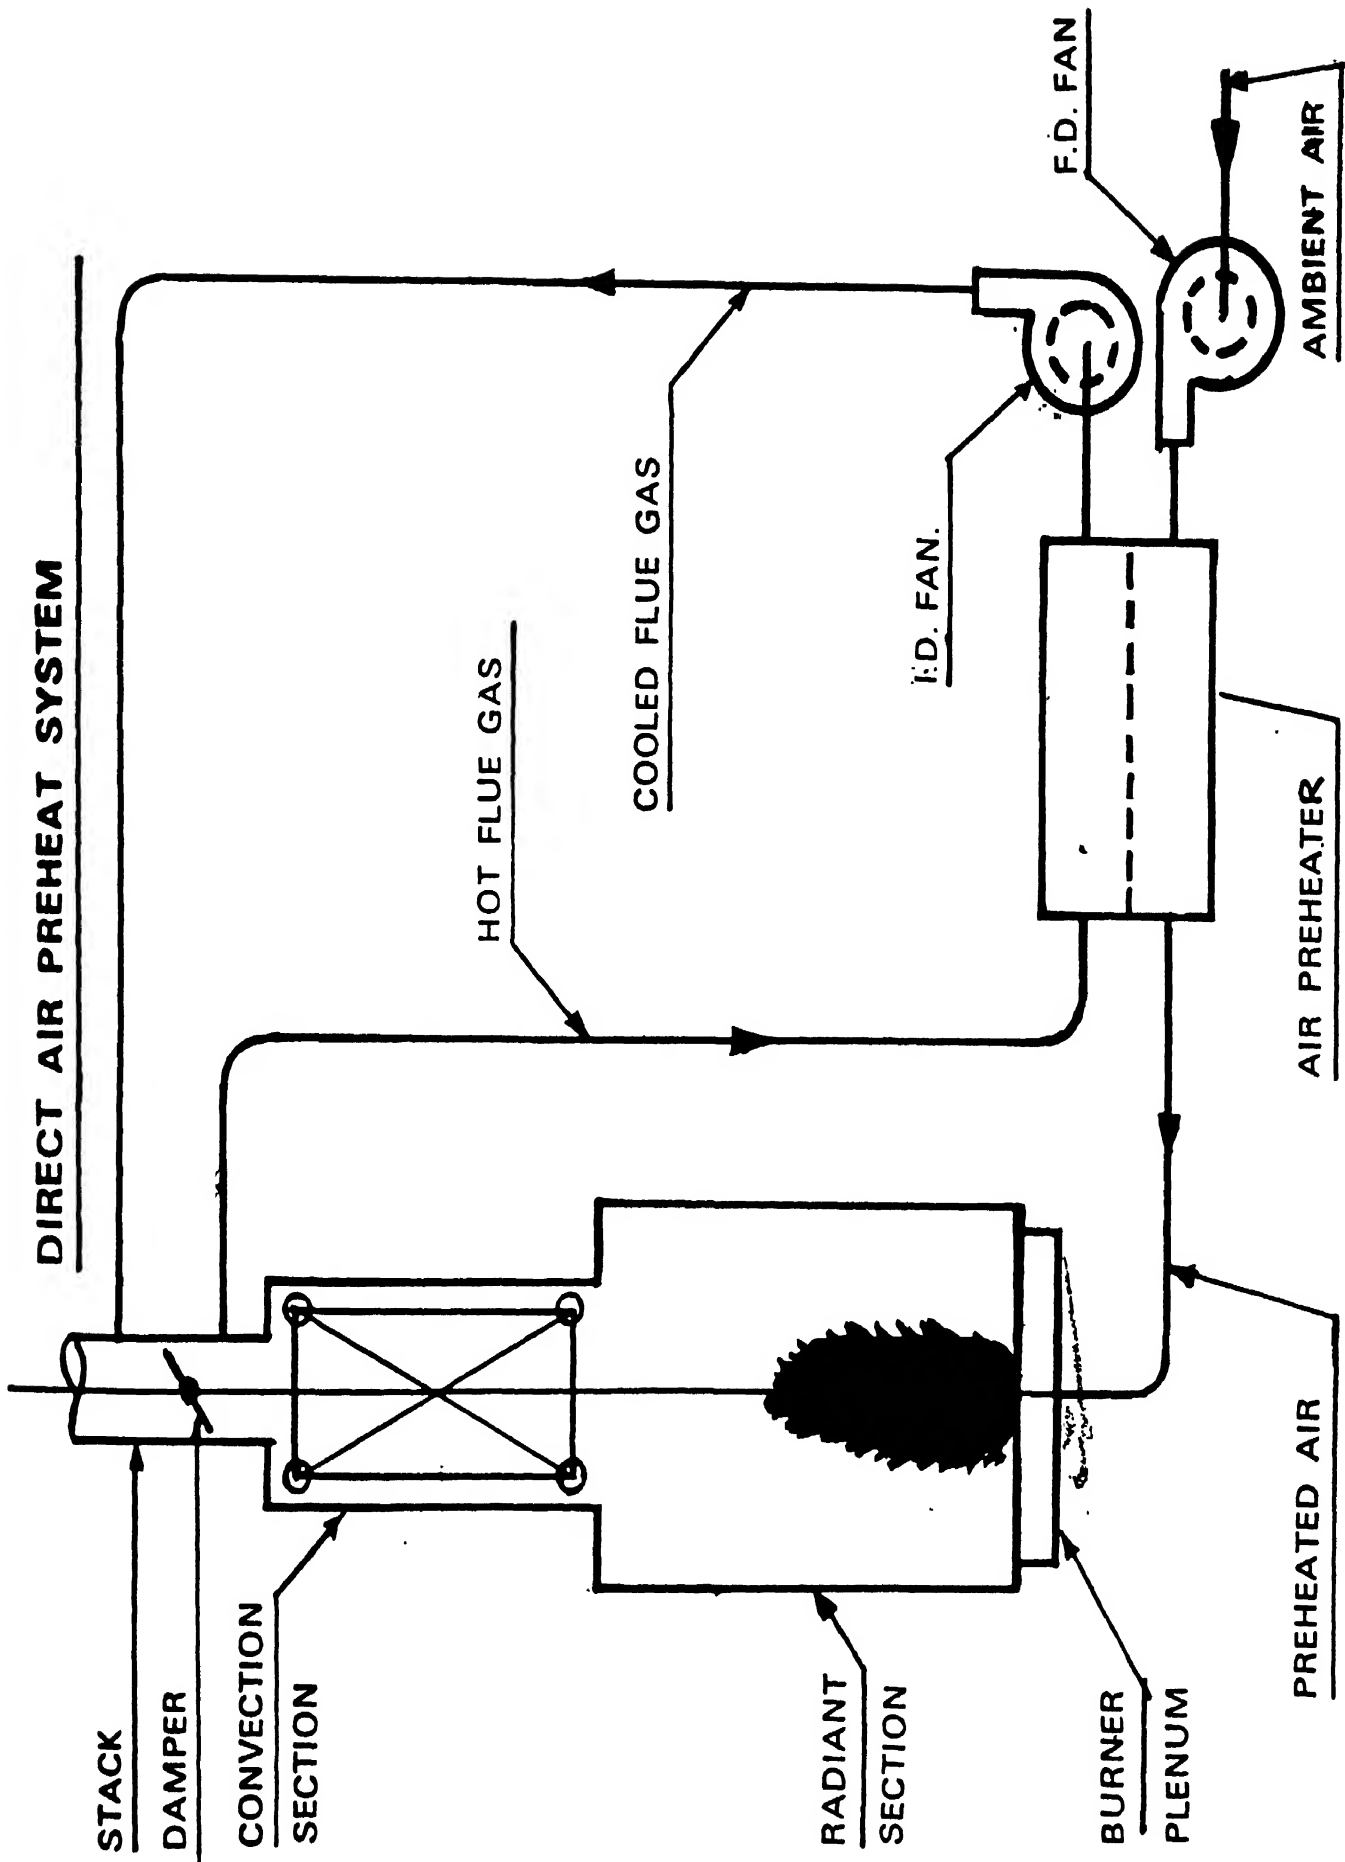 DIRECT AIR PREHEAT SYSTEM
STACK
DAMPER
CONVECTION
SECTION
RADIANT
SECTION
BURNER
PLENUM
HOT FLUE GAS
COOLED FLUE GAS
I.D. FAN.
F.D. FAN
AMBIENT AIR
AIR PREHEATER
PREHEATED AIR